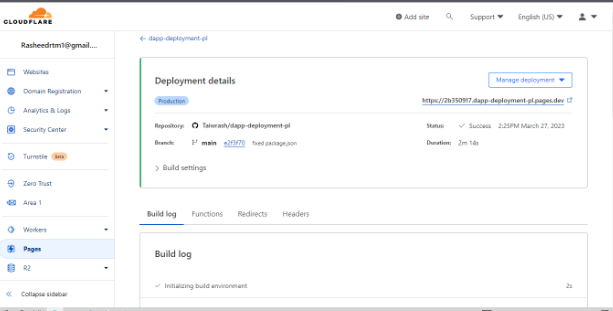 CLOUDFLARE
Add site
Support
English (US)
Rasheedrtm1@gmail....
Websites
Domain Registration
Analytics & Logs
Security Center
Turnstile Beta
Zero Trust
Area 1
Workers
Pages
R2
Collapse sidebar
dapp-deployment-pl
Deployment details
Manage deployment
Production
https://2b350917.dapp-deployment-pl.pages.dev
Repository: Taiorash/dapp-deployment-pl
Status: Success 2:25PM March 27, 2023
Branch: main e2f3f70 fixed package.json
Duration: 2m 14s
Build settings
Build log Functions Redirects Headers
Build log
Initializing build environment 2s